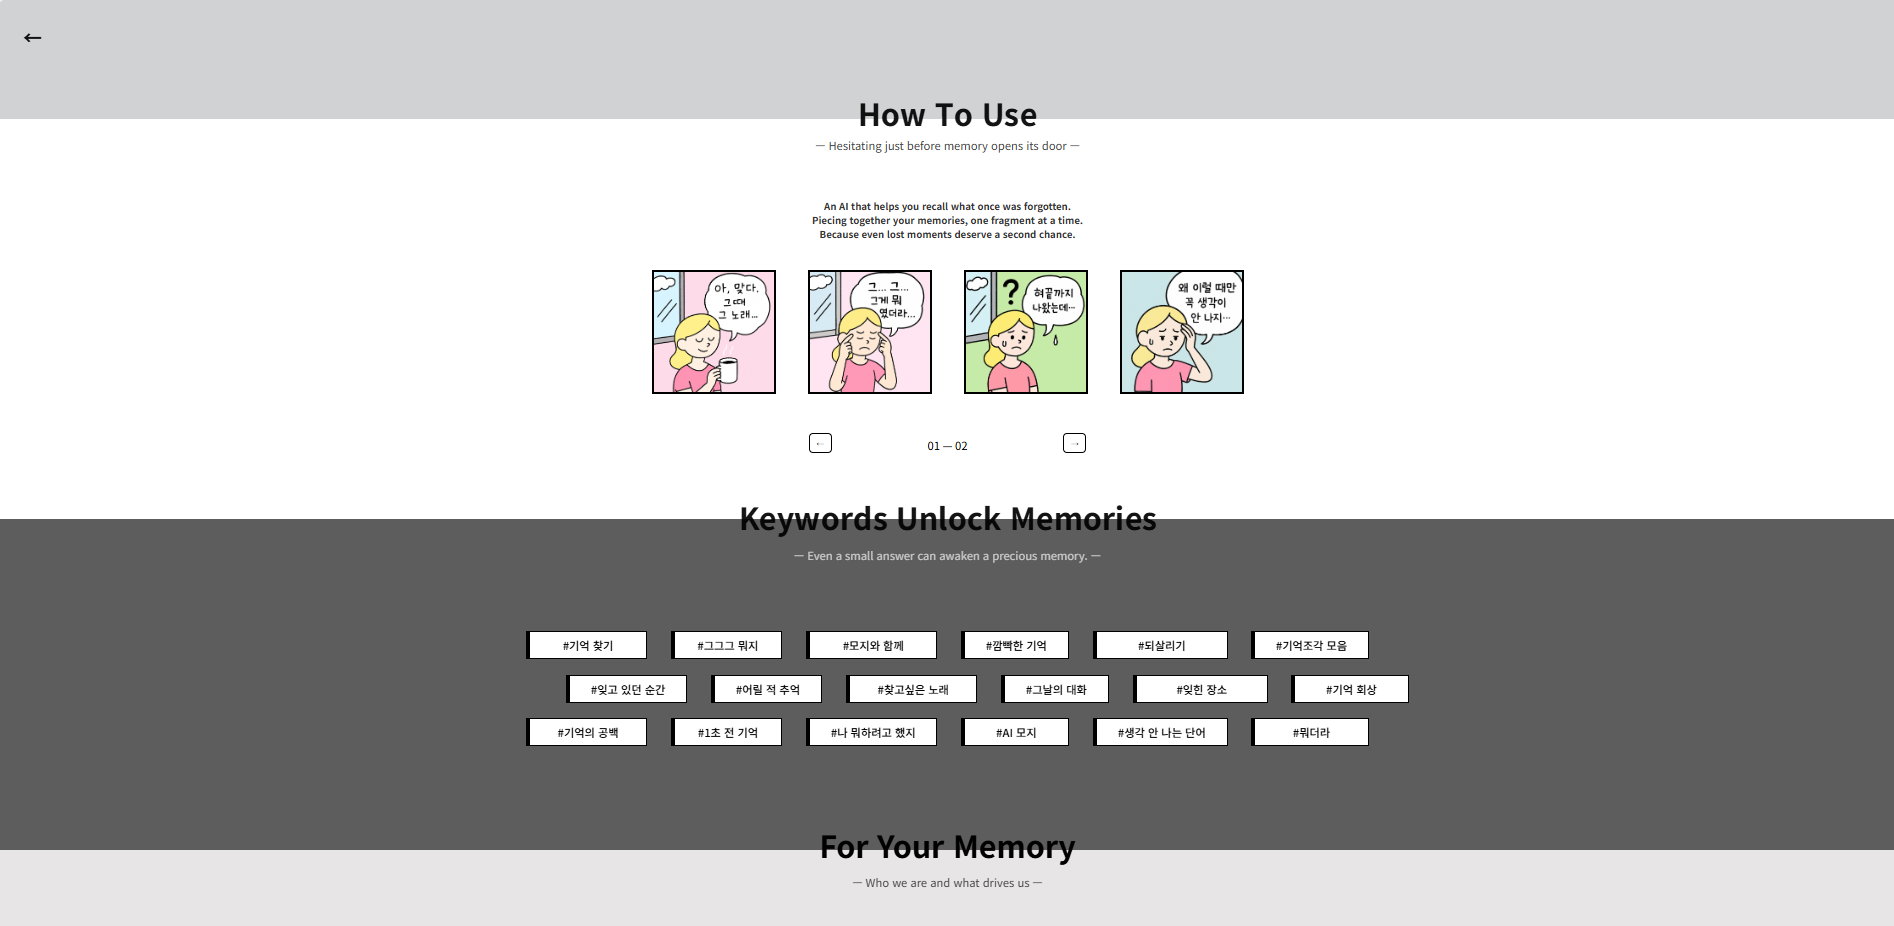 ←
How To Use
— Hesitating just before memory opens its door —
An AI that helps you recall what once was forgotten.
Piecing together your memories, one fragment at a time.
Because even lost moments deserve a second chance.
아, 맞다.
그때
그 노래...
그... 그...
그게 뭐
였더라...
?
혀끝까지
나왔는데...
왜 이럴 때만
꼭 생각이
안 나지...
← 01 — 02 →
Keywords Unlock Memories
— Even a small answer can awaken a precious memory. —
#기억 찾기 #그그그 뭐지 #모지와 함께 #깜빡한 기억 #되살리기 #기억조각 모음
#잊고 있던 순간 #어릴 적 추억 #찾고싶은 노래 #그날의 대화 #잊힌 장소 #기억 회상
#기억의 공백 #1초 전 기억 #나 뭐하려고 했지 #AI 모지 #생각 안 나는 단어 #뭐더라
For Your Memory
— Who we are and what drives us —